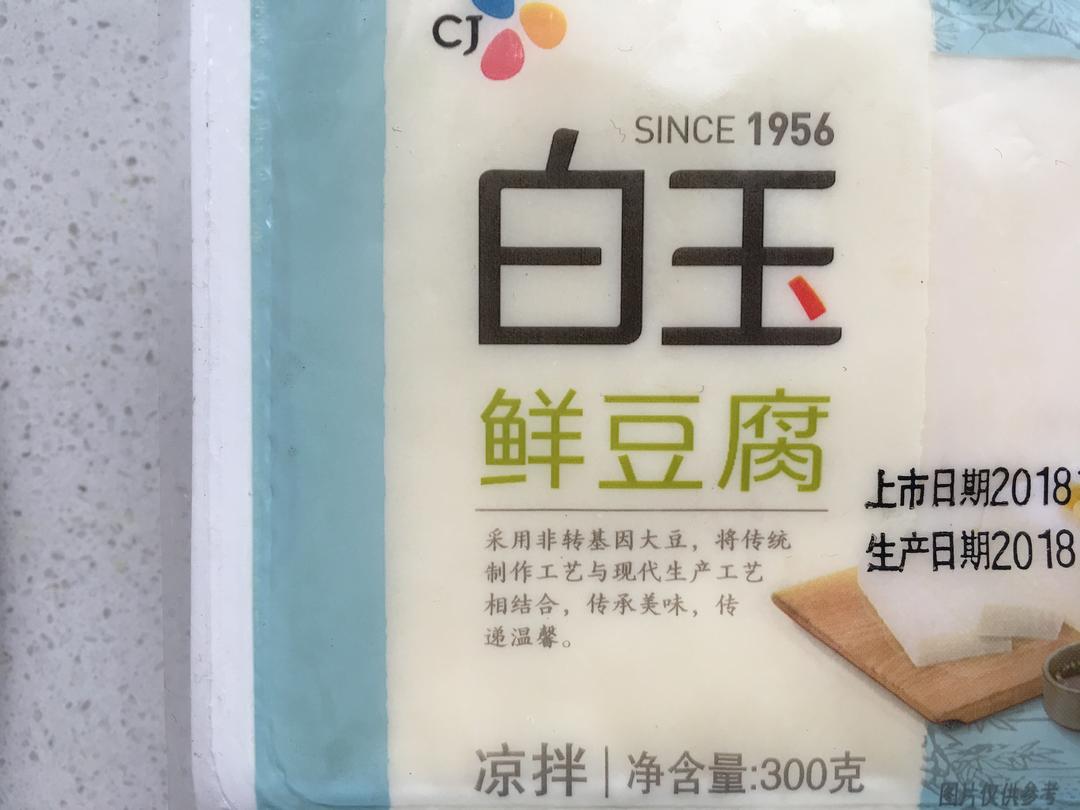 CJ
SINCE 1956
白玉
鲜豆腐
采用非转基因大豆，将传统
制作工艺与现代生产工艺
相结合，传承美味，传
递温馨。
上市日期2018
生产日期2018
凉拌|净含量:300克
图片仅供参考